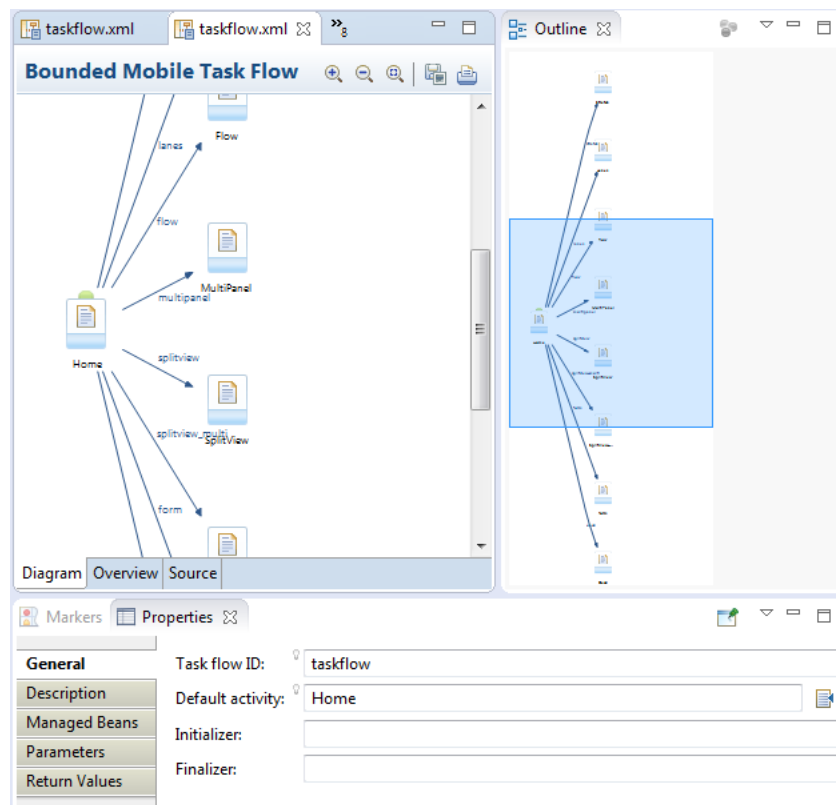 taskflow.xml
taskflow.xml
»8
Outline
Bounded Mobile Task Flow
Flow
lanes
flow
MultiPanel
multipanel
Home
splitview
splitview_multi
SplitView
form
Diagram
Overview
Source
Markers
Properties
General
Task flow ID:
taskflow
Description
Default activity:
Home
Managed Beans
Initializer:
Parameters
Finalizer:
Return Values